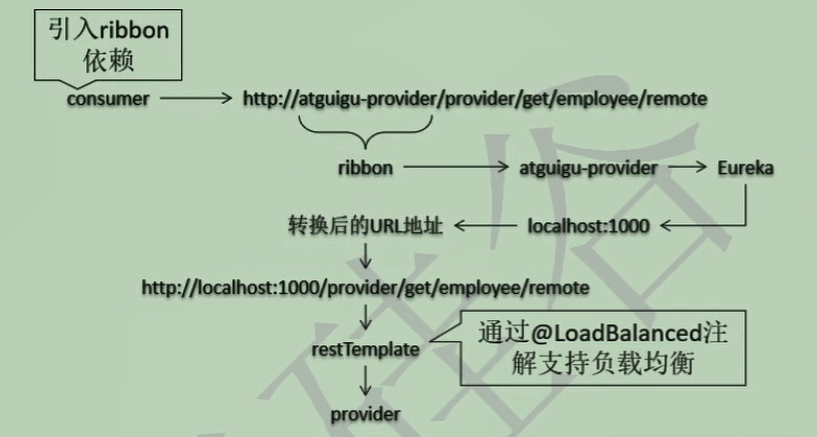 引入ribbon
依赖
consumer
http://atguigu-provider/provider/get/employee/remote
ribbon
atguigu-provider
Eureka
转换后的URL地址
localhost:1000
http://localhost:1000/provider/get/employee/remote
restTemplate
通过@LoadBalanced注
解支持负载均衡
provider